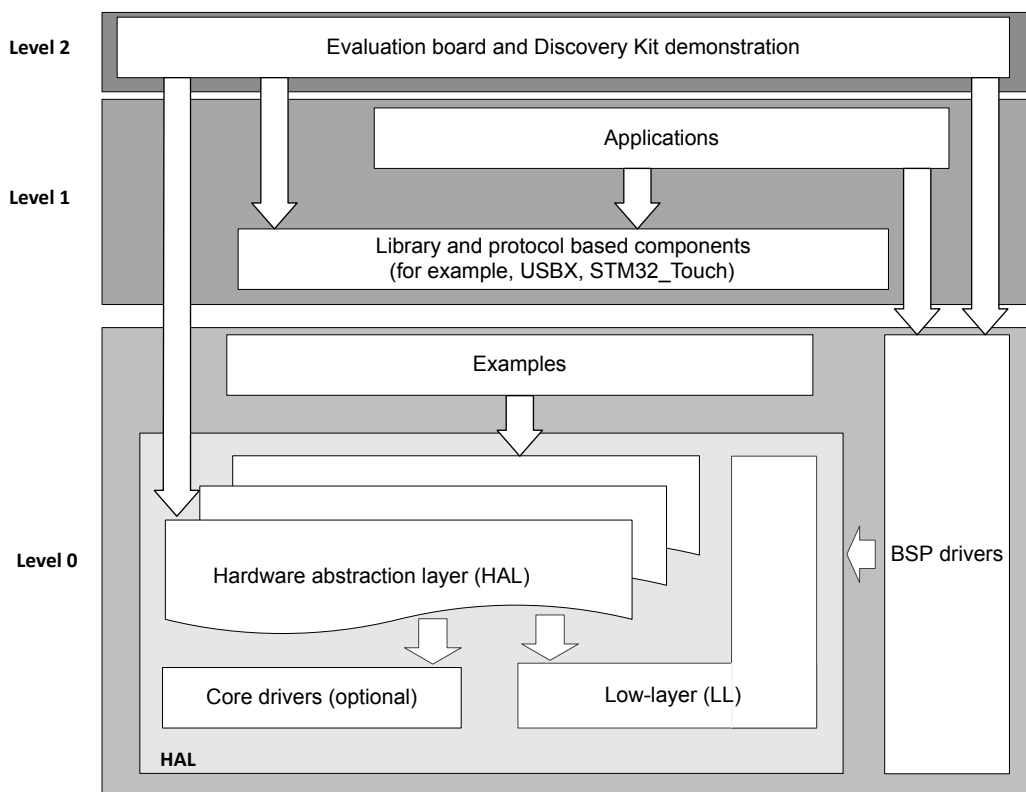 Level 2
Evaluation board and Discovery Kit demonstration
Applications
Level 1
Library and protocol based components
(for example, USBX, STM32_Touch)
Examples
Level 0
Hardware abstraction layer (HAL)
BSP drivers
Core drivers (optional)
Low-layer (LL)
HAL